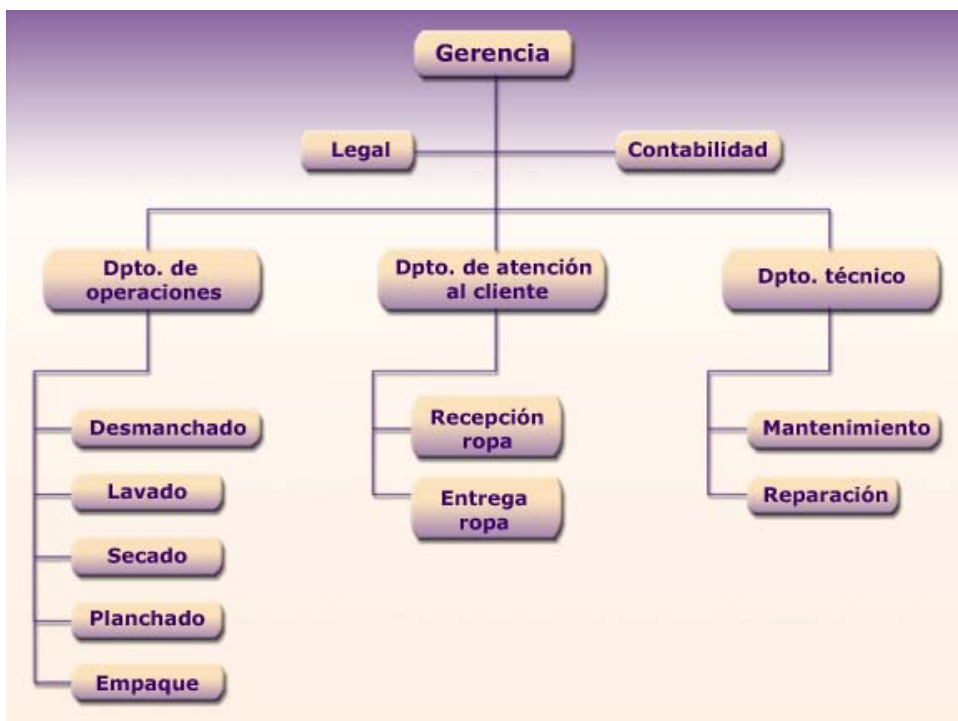 Gerencia
Legal
Contabilidad
Dpto. de
operaciones
Dpto. de atención
al cliente
Dpto. técnico
Desmanchado
Lavado
Secado
Planchado
Empaque
Recepción
ropa
Entrega
ropa
Mantenimiento
Reparación